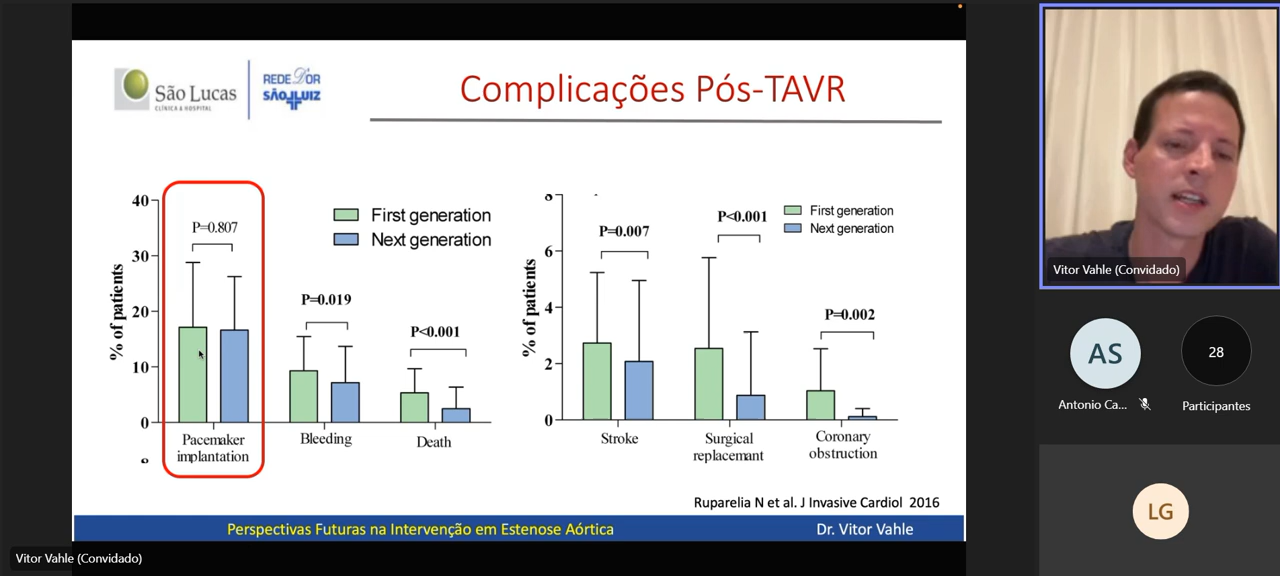 São Lucas
CLÍNICA & HOSPITAL
REDE D'OR
SÃO LUIZ
Complicações Pós-TAVR
% of patients
40
30
20
10
0
P=0.807
P=0.019
P<0.001
First generation
Next generation
Pacemaker
implantation
Bleeding
Death
% of patients
8
6
4
2
0
P=0.007
P<0.001
P=0.002
First generation
Next generation
Stroke
Surgical
replacemant
Coronary
obstruction
Ruparelia N et al. J Invasive Cardiol 2016
Perspectivas Futuras na Intervenção em Estenose Aórtica
Dr. Vitor Vahle
Vitor Vahle (Convidado)
Vitor Vahle (Convidado)
AS
Antonio Ca...
28
Participantes
LG